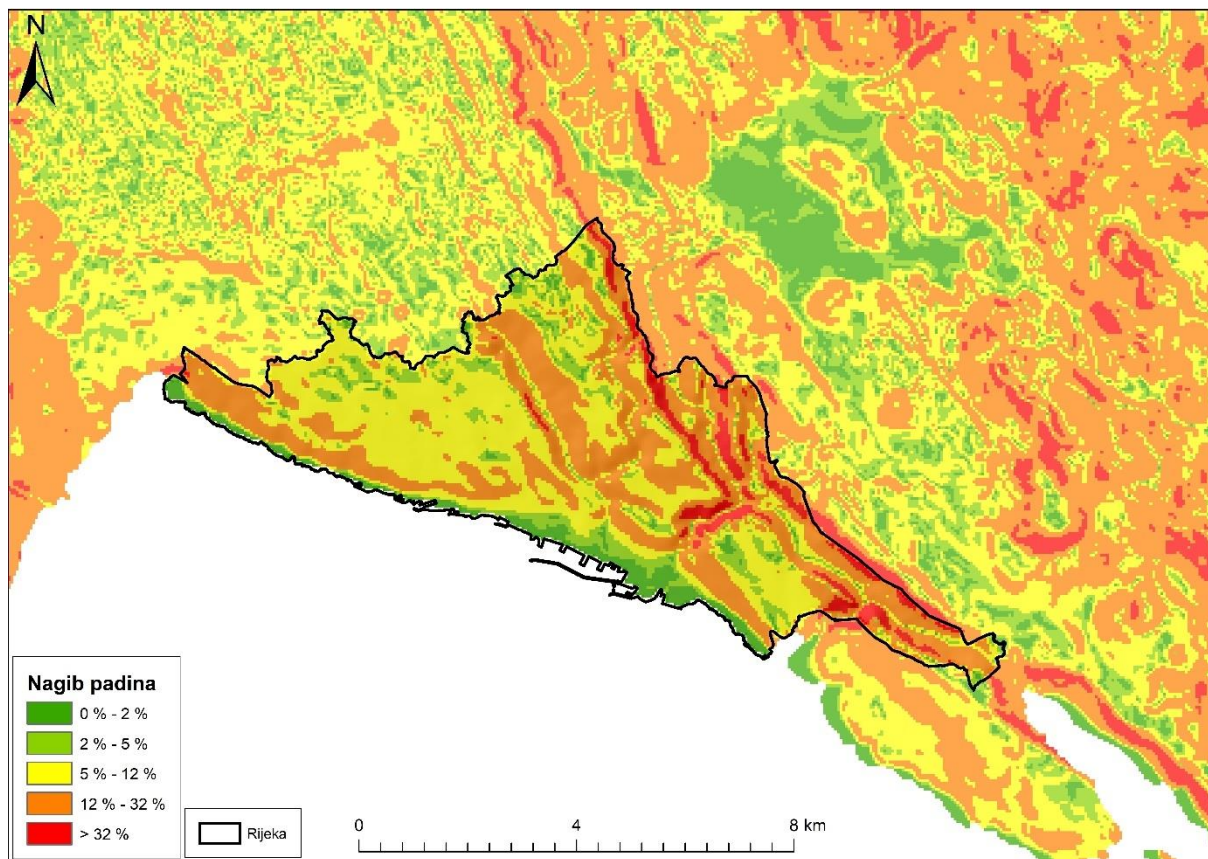 N
Nagib padina
0 % - 2 %
2 % - 5 %
5 % - 12 %
12 % - 32 %
> 32 %
Rijeka
0 4 8 km